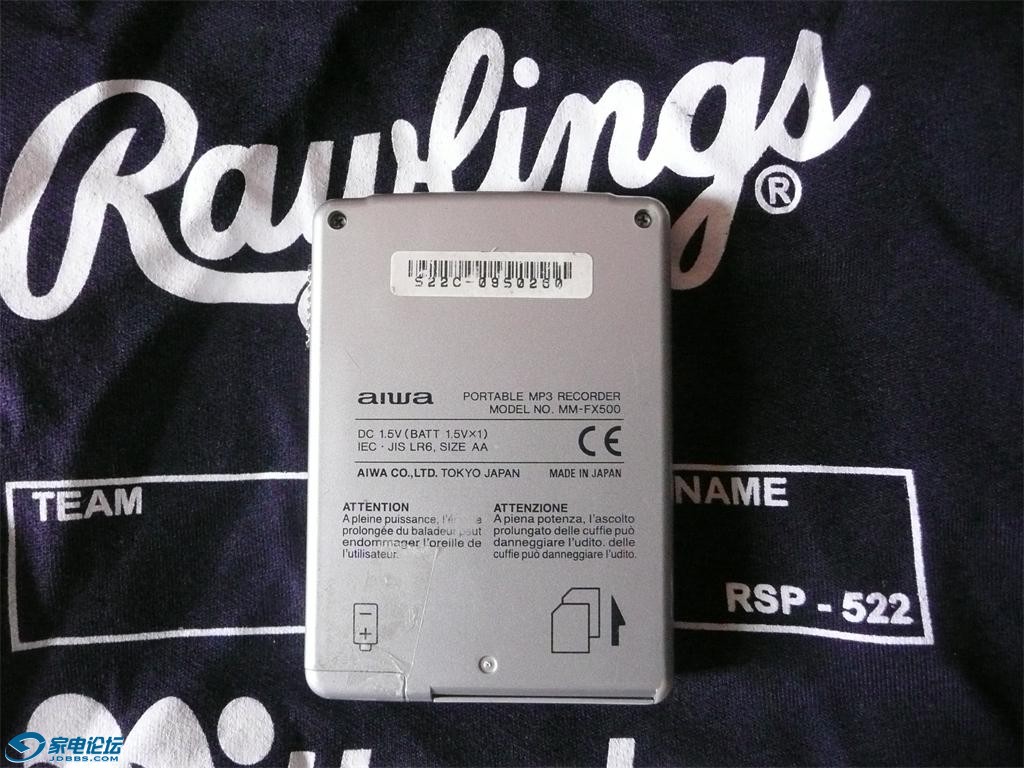 Rawlings®
S22C-0950280
aiwa
PORTABLE MP3 RECORDER
MODEL NO. MM-FX500
DC 1.5V (BATT 1.5V×1)
IEC · JIS LR6, SIZE AA
CE
AIWA CO.,LTD. TOKYO JAPAN MADE IN JAPAN
TEAM
NAME
ATTENTION
A pleine puissance, l'écoute
prolongée du baladeur peut
endommager l'oreille de
l'utilisateur.
ATTENZIONE
A piena potenza, l'ascolto
prolungato delle cuffie può
danneggiare l'udito. delle
cuffie può danneggiare l'udito.
RSP - 522
- 
+
家电论坛
JDBBS.COM